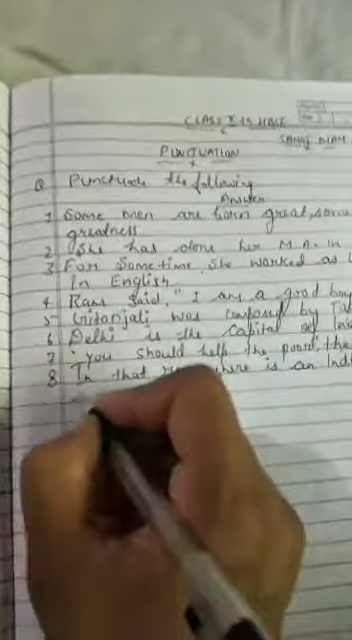 PUNCTUATION
Q Punctuate the following
Answer
1 Some men are born great, some
greatness
2 She has done her M.A. in
3 For Sometime, She worked as
In English
4 Ram Said, "I am a good boy
5 Gitanjali was composed by
6 Delhi is the capital of
7 "you should help the poor", the
8 In that there is an